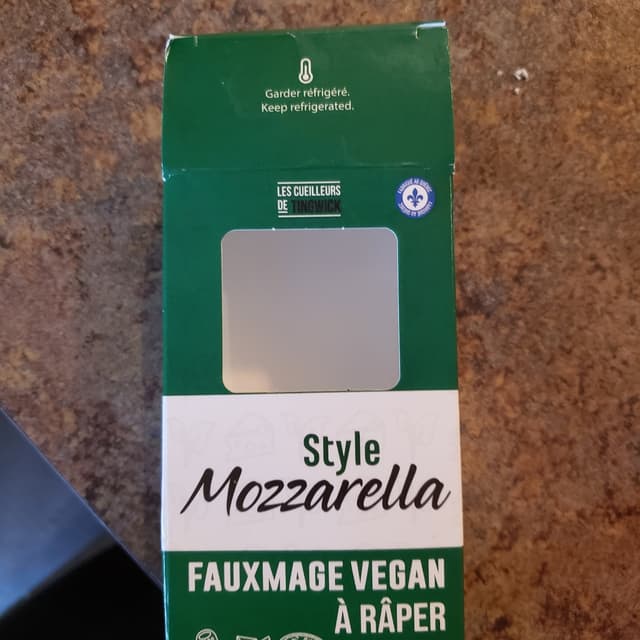 Garder réfrigéré.
Keep refrigerated.
LES CUEILLEURS
DE TINGWICK
Style
Mozzarella
FAUXMAGE VEGAN
À RÂPER